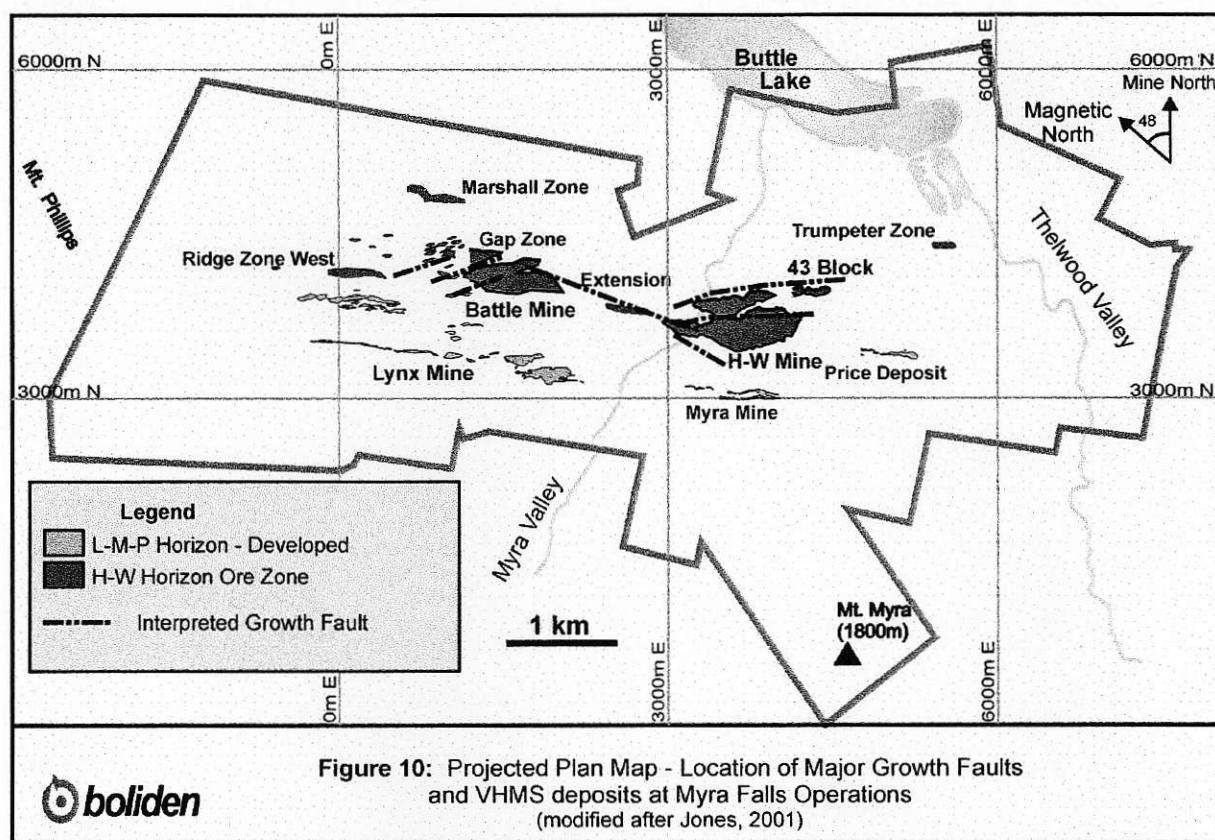 0m E
3000m E
6000m E
6000m N
6000m N
Mine North
Magnetic
North
48
Buttle
Lake
Mt. Phillips
Marshall Zone
Gap Zone
Ridge Zone West
Extension
Trumpeter Zone
43 Block
Battle Mine
Thelwood Valley
H-W Mine
Lynx Mine
Price Deposit
3000m N
3000m N
Myra Mine
Myra Valley
Legend
L-M-P Horizon - Developed
H-W Horizon Ore Zone
Interpreted Growth Fault
1 km
Mt. Myra
(1800m)
0m E
3000m E
6000m E
boliden
Figure 10: Projected Plan Map - Location of Major Growth Faults
and VHMS deposits at Myra Falls Operations
(modified after Jones, 2001)